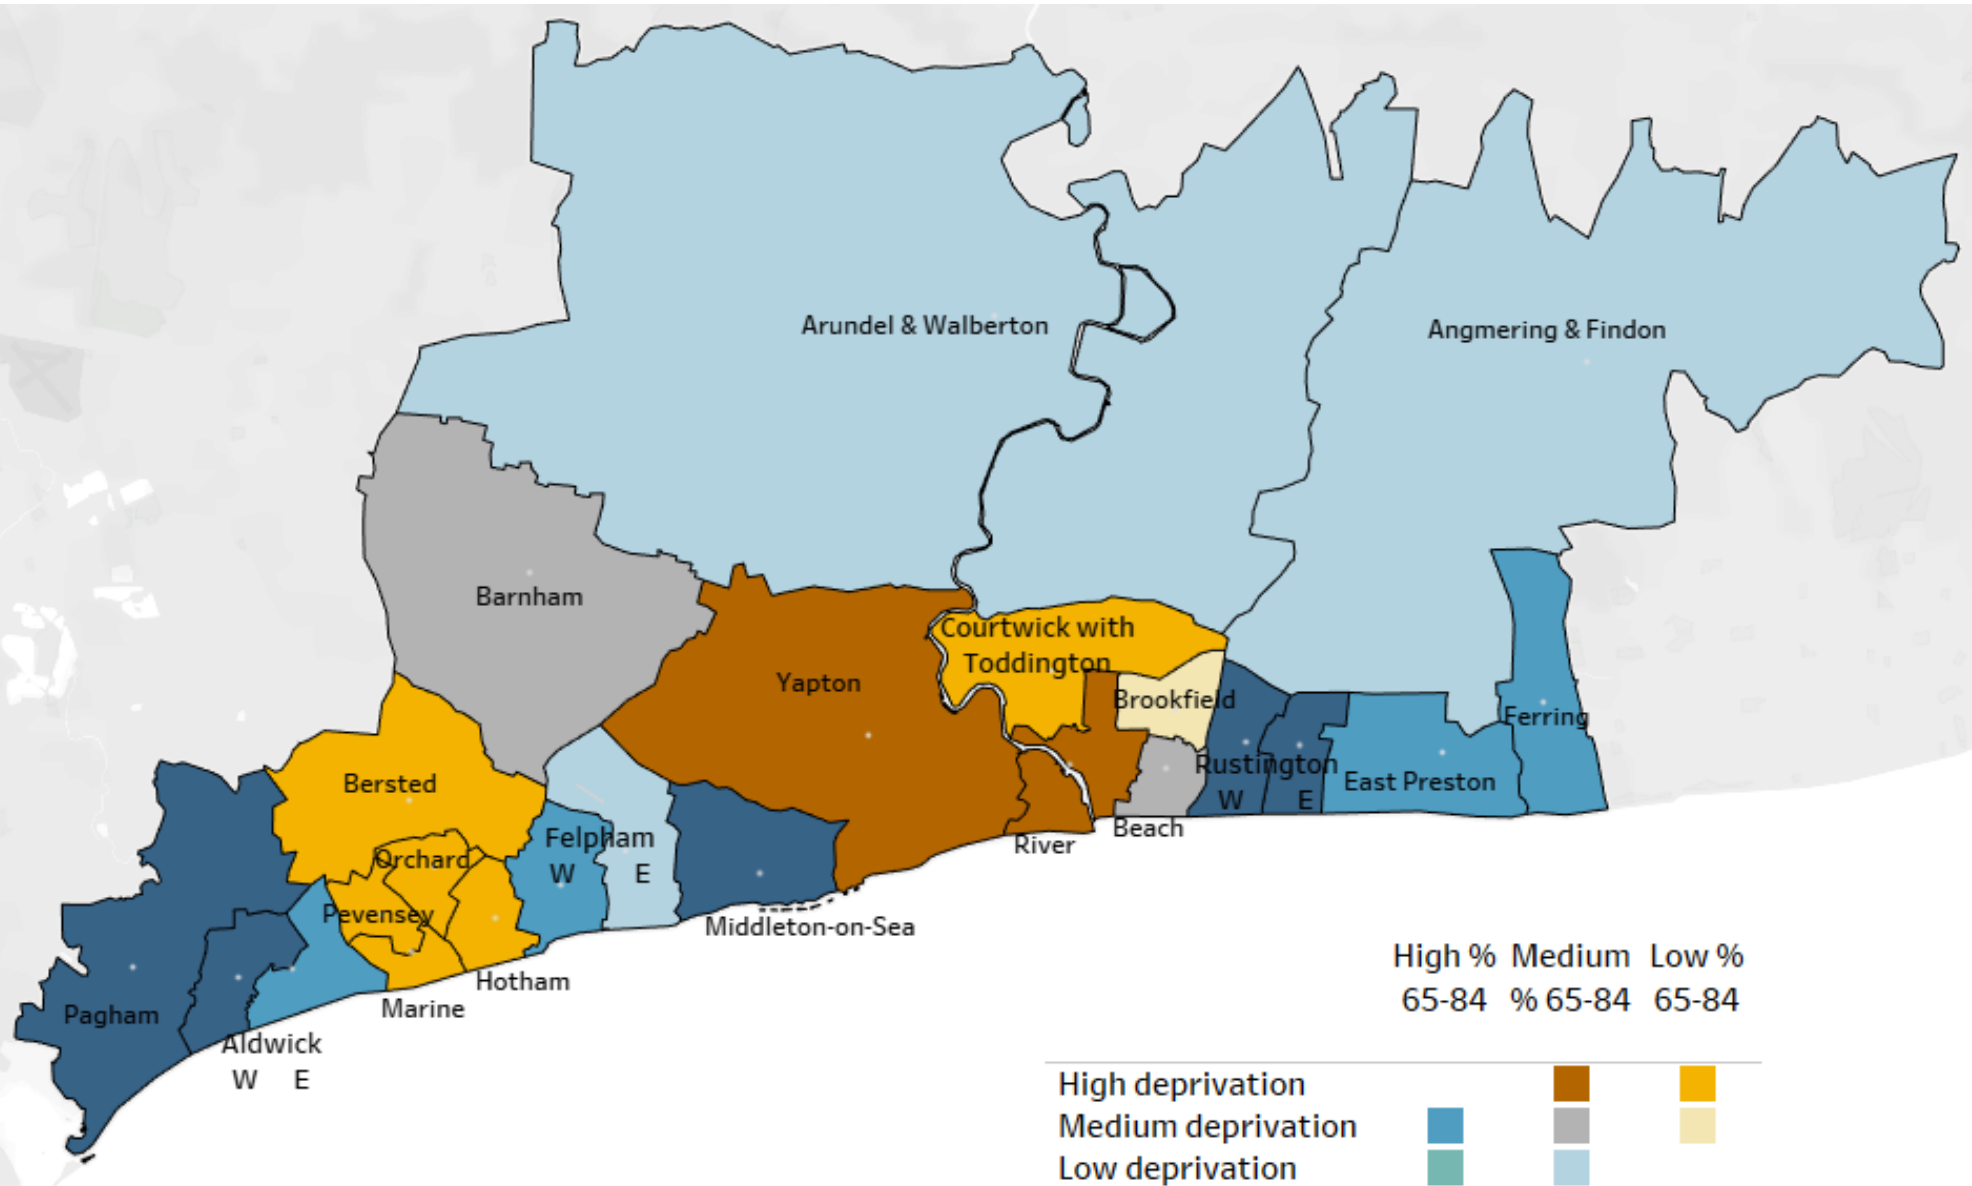 Arundel & Walberton
Angmering & Findon
Barnham
Courtwick with
Toddington
Yapton
Brookfield
Ferring
Bersted
Rustington
W E
East Preston
Beach
River
Felpham
W E
Orchard
Pevensey
Middleton-on-Sea
Hotham
Marine
Pagham
Aldwick
W E
High % Medium Low %
65-84 % 65-84 65-84
High deprivation
Medium deprivation
Low deprivation